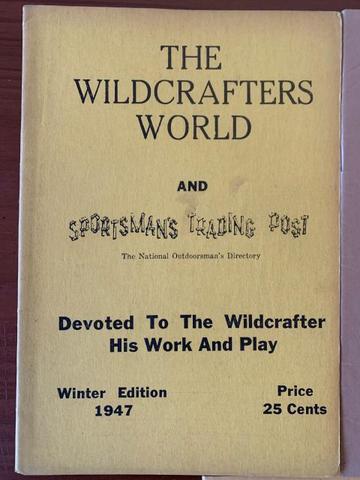 THE
WILDCRAFTERS
WORLD
AND
SPORTSMAN'S TRADING POST
The National Outdoorsman's Directory
Devoted To The Wildcrafter
His Work And Play
Winter Edition
1947
Price
25 Cents